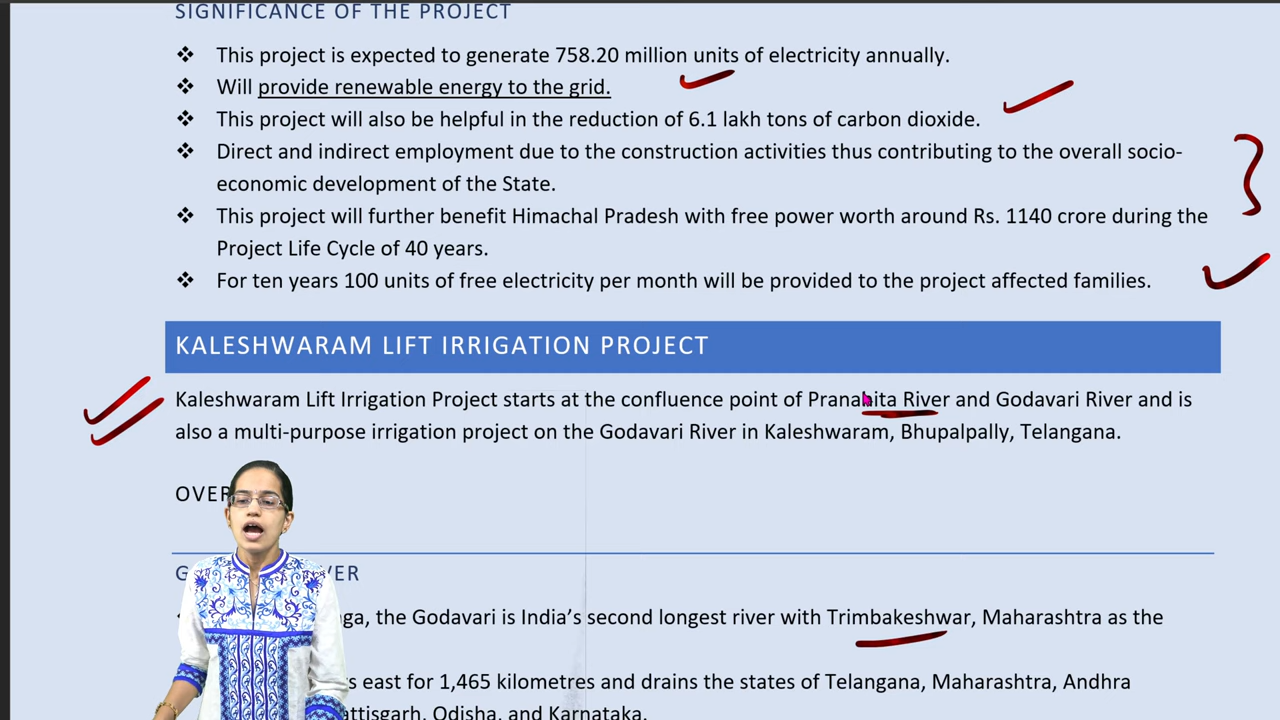 SIGNIFICANCE OF THE PROJECT
❖ This project is expected to generate 758.20 million units of electricity annually.
❖ Will provide renewable energy to the grid.
❖ This project will also be helpful in the reduction of 6.1 lakh tons of carbon dioxide.
❖ Direct and indirect employment due to the construction activities thus contributing to the overall socio-
economic development of the State.
❖ This project will further benefit Himachal Pradesh with free power worth around Rs. 1140 crore during the
Project Life Cycle of 40 years.
❖ For ten years 100 units of free electricity per month will be provided to the project affected families.
KALESHWARAM LIFT IRRIGATION PROJECT
Kaleshwaram Lift Irrigation Project starts at the confluence point of Pranahita River and Godavari River and is
also a multi-purpose irrigation project on the Godavari River in Kaleshwaram, Bhupalpally, Telangana.
the Godavari is India's second longest river with Trimbakeshwar, Maharashtra as the
east for 1,465 kilometres and drains the states of Telangana, Maharashtra, Andhra
Odisha, and Karnataka.